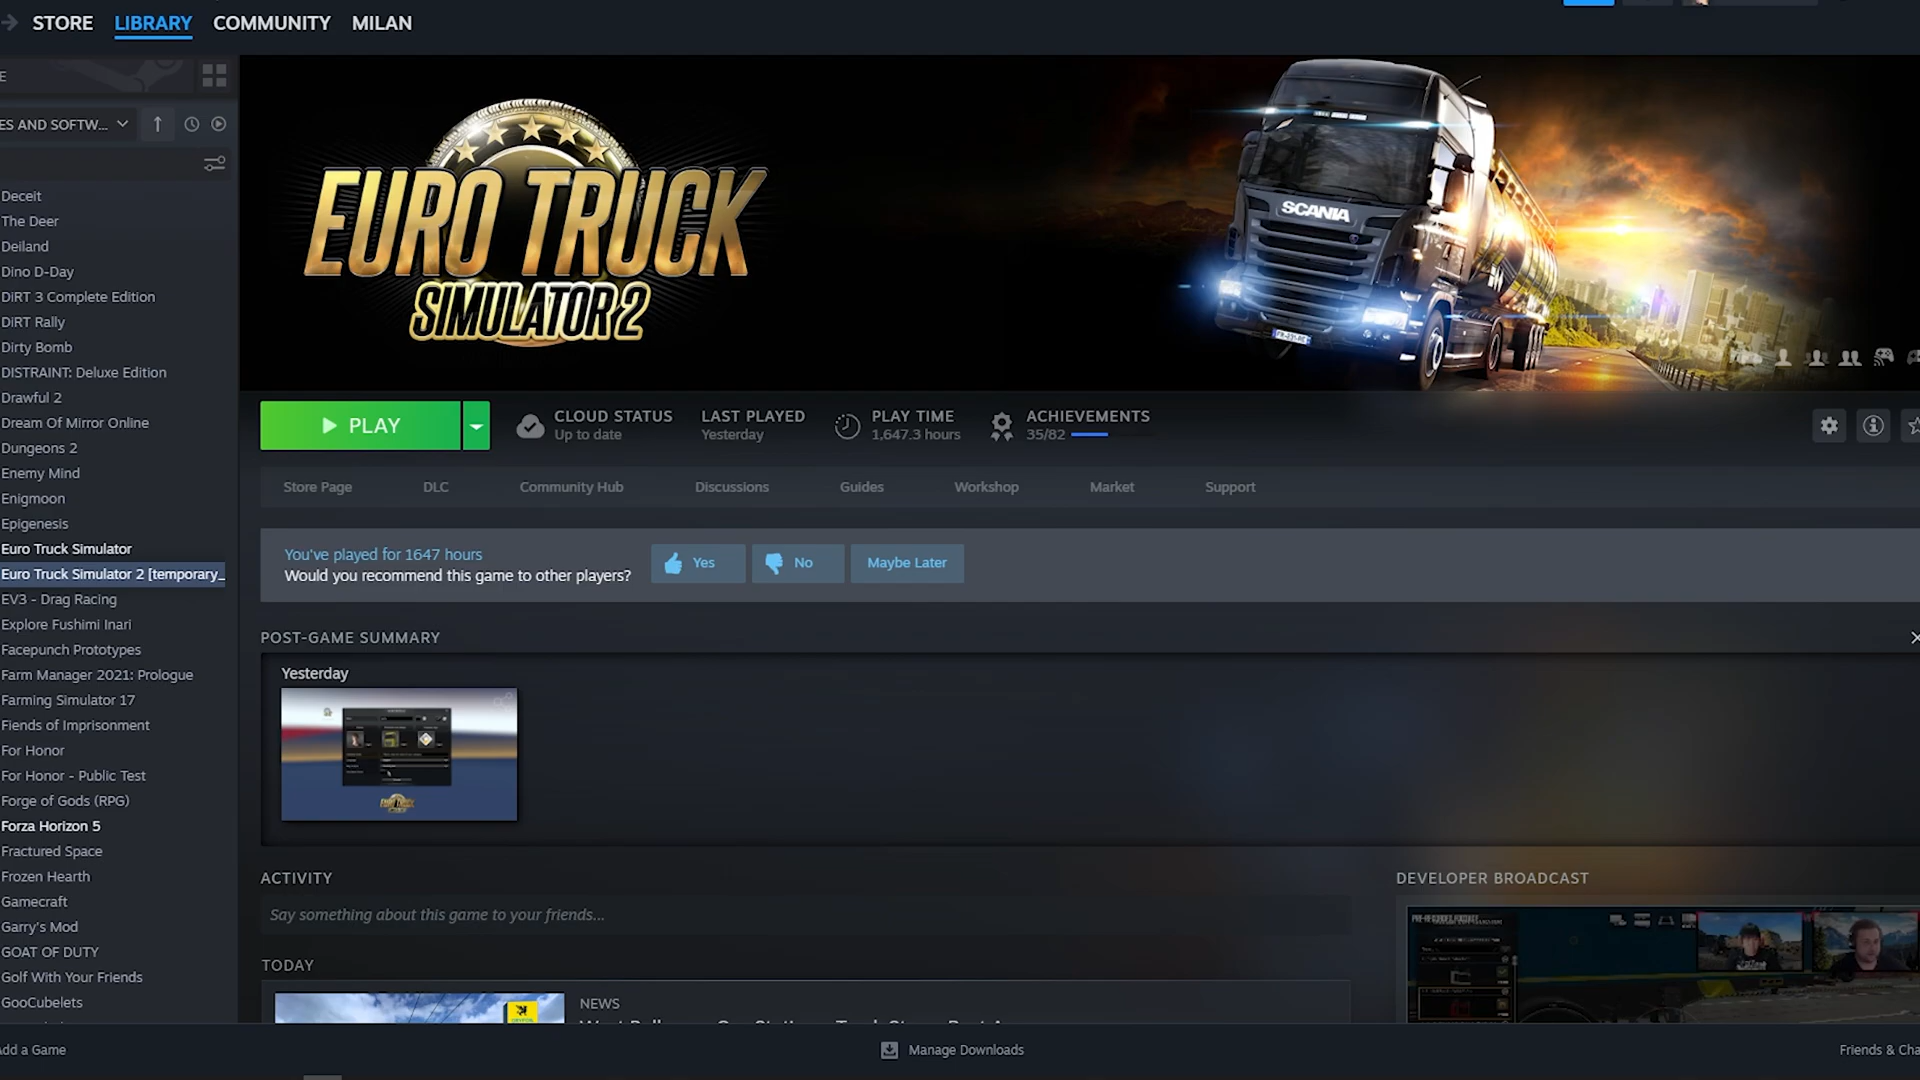 STORE LIBRARY COMMUNITY MILAN
E
ES AND SOFTW...
Deceit
The Deer
Deiland
Dino D-Day
DiRT 3 Complete Edition
DiRT Rally
Dirty Bomb
DISTRAINT: Deluxe Edition
Drawful 2
Dream Of Mirror Online
Dungeons 2
Enemy Mind
Enigmoon
Epigenesis
Euro Truck Simulator
Euro Truck Simulator 2 [temporary_
EV3 - Drag Racing
Explore Fushimi Inari
Facepunch Prototypes
Farm Manager 2021: Prologue
Farming Simulator 17
Fiends of Imprisonment
For Honor
For Honor - Public Test
Forge of Gods (RPG)
Forza Horizon 5
Fractured Space
Frozen Hearth
Gamecraft
Garry's Mod
GOAT OF DUTY
Golf With Your Friends
GooCubelets
EURO TRUCK
SIMULATOR 2
SCANIA
PLAY
CLOUD STATUS
Up to date
LAST PLAYED
Yesterday
PLAY TIME
1,647.3 hours
ACHIEVEMENTS
35/82
Store Page DLC Community Hub Discussions Guides Workshop Market Support
You've played for 1647 hours
Would you recommend this game to other players?
Yes No Maybe Later
POST-GAME SUMMARY
Yesterday
EURO TRUCK
ACTIVITY
Say something about this game to your friends...
TODAY
NEWS
DEVELOPER BROADCAST
Add a Game
Manage Downloads
Friends & Cha